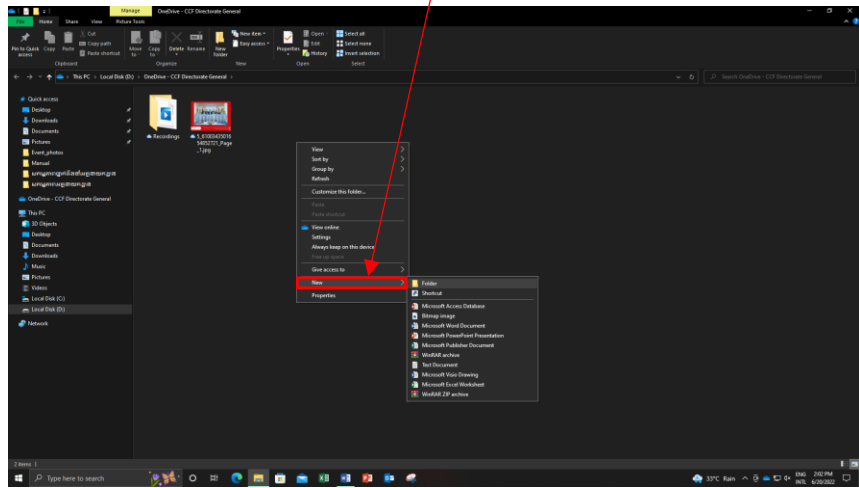 Manage OneDrive - CCF Directorate General
File Home Share View Picture Tools
Pin to Quick access Copy Paste Cut Copy path Paste shortcut Move to Copy to Delete Rename New folder New item Easy access Properties Open Edit History Select all Select none Invert selection
Clipboard Organize New Open Select
This PC > Local Disk (D:) > OneDrive - CCF Directorate General >
Search OneDrive - CCF Directorate General
Quick access
Desktop
Downloads
Documents
Pictures
Event_photos
Manual
OneDrive - CCF Directorate General
This PC
3D Objects
Desktop
Documents
Downloads
Music
Pictures
Videos
Local Disk (C:)
Local Disk (D:)
Network
Recordings
View
Sort by
Group by
Refresh
Customize this folder...
Paste
Paste shortcut
View online
Settings
Always keep on this device
Free up space
Give access to
New
Properties
Folder
Shortcut
Microsoft Access Database
Bitmap image
Microsoft Word Document
Microsoft PowerPoint Presentation
Microsoft Publisher Document
WinRAR archive
Text Document
Microsoft Visio Drawing
Microsoft Excel Worksheet
WinRAR ZIP archive
2 items
Type here to search
33°C Rain
ENG
INTL
2:02 PM
6/20/2022